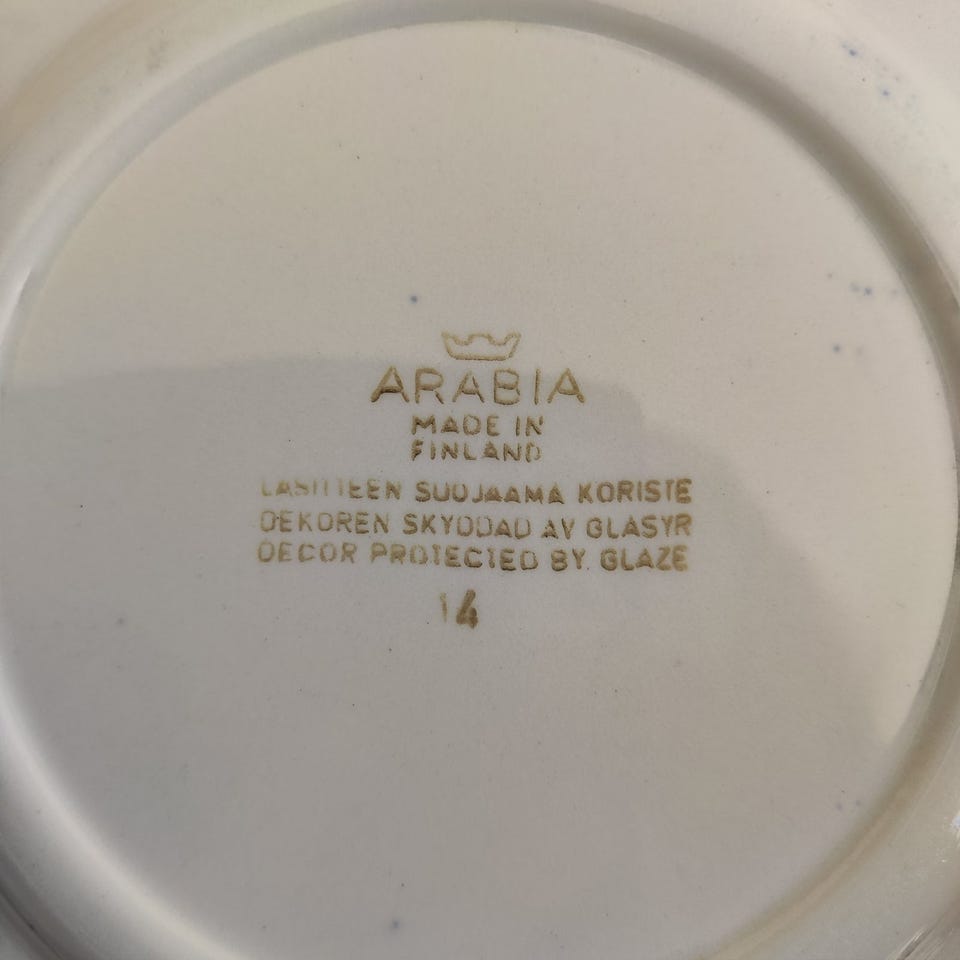 ARABIA
MADE IN
FINLAND
LASITTEEN SUOJAAMA KORISTE
DEKOREN SKYDDAD AV GLASYR
DECOR PROTECTED BY GLAZE
14